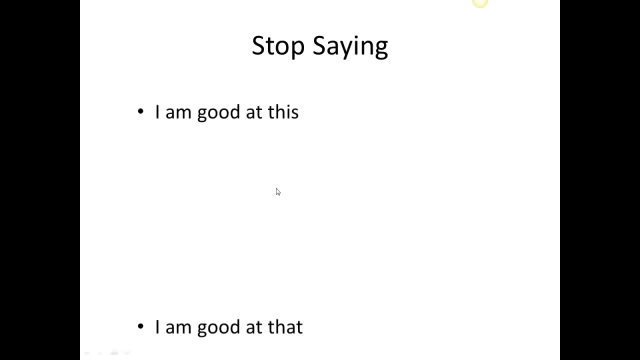 Stop Saying
• I am good at this
• I am good at that